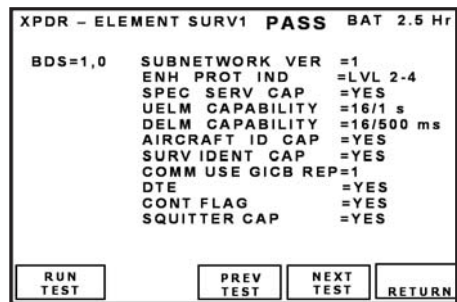 XPDR – ELEMENT SURV1 PASS BAT 2.5 Hr
BDS=1,0 SUBNETWORK VER =1
ENH PROT IND =LVL 2-4
SPEC SERV CAP =YES
UELM CAPABILITY =16/1 s
DELM CAPABILITY =16/500 ms
AIRCRAFT ID CAP =YES
SURV IDENT CAP =YES
COMM USE GICB REP=1
DTE =YES
CONT FLAG =YES
SQUITTER CAP =YES
RUN TEST
PREV TEST
NEXT TEST
RETURN